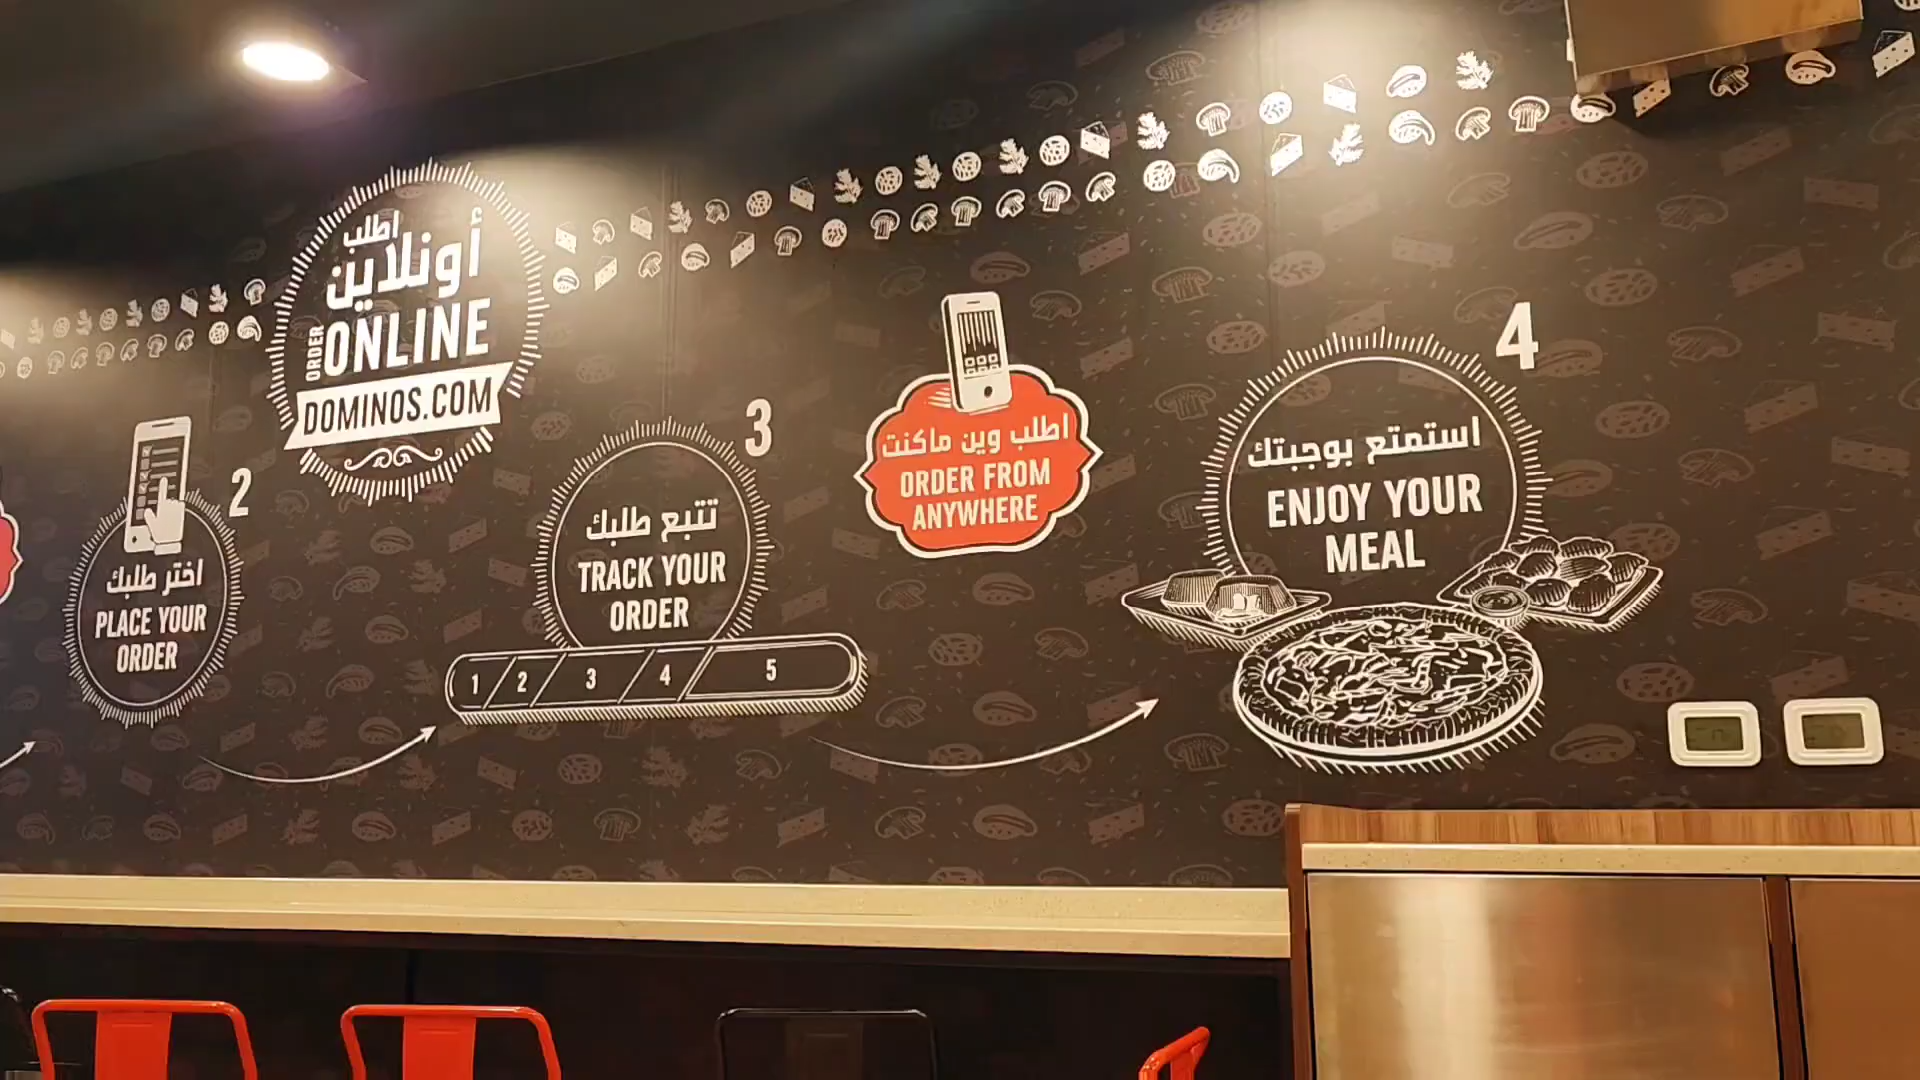 اطلب
أونلاين
ORDER
ONLINE
DOMINOS.COM
2
اختر طلبك
PLACE YOUR
ORDER
3
تتبع طلبك
TRACK YOUR
ORDER
1 2 3 4 5
اطلب وين ماكنت
ORDER FROM
ANYWHERE
4
استمتع بوجبتك
ENJOY YOUR
MEAL